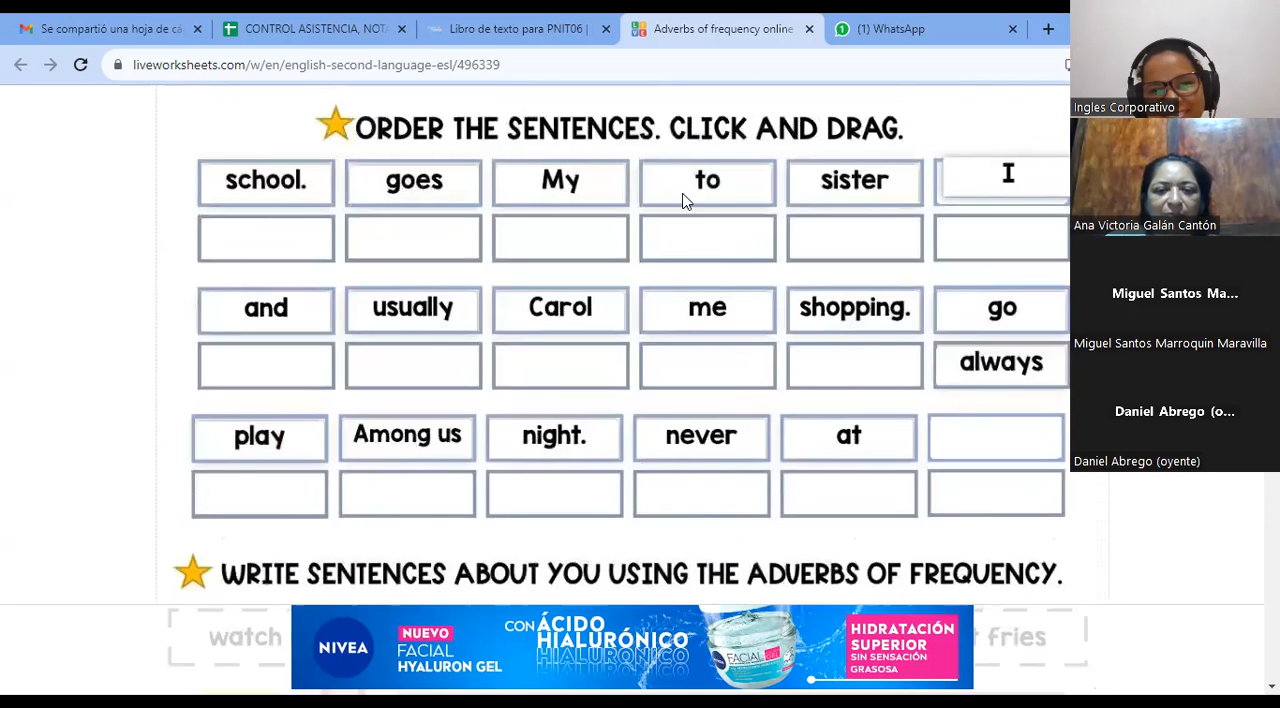 Se compartió una hoja de cá
CONTROL ASISTENCIA, NOTA
Libro de texto para PNIT06 |
Adverbs of frequency online
(1) WhatsApp
liveworksheets.com/w/en/english-second-language-esl/496339
Ingles Corporativo
ORDER THE SENTENCES. CLICK AND DRAG.
school. goes My to sister I
Ana Victoria Galán Cantón
Miguel Santos Ma...
and usually Carol me shopping. go
Miguel Santos Marroquin Maravilla
always
Daniel Abrego (o...
play Among us night. never at
Daniel Abrego (oyente)
WRITE SENTENCES ABOUT YOU USING THE ADVERBS OF FREQUENCY.
watch
fries
NIVEA
NUEVO
FACIAL
HYALURON GEL
CON ÁCIDO
HIALURÓNICO
NIVEA
FACIAL
HIDRATACIÓN
SUPERIOR
SIN SENSACIÓN
GRASOSA